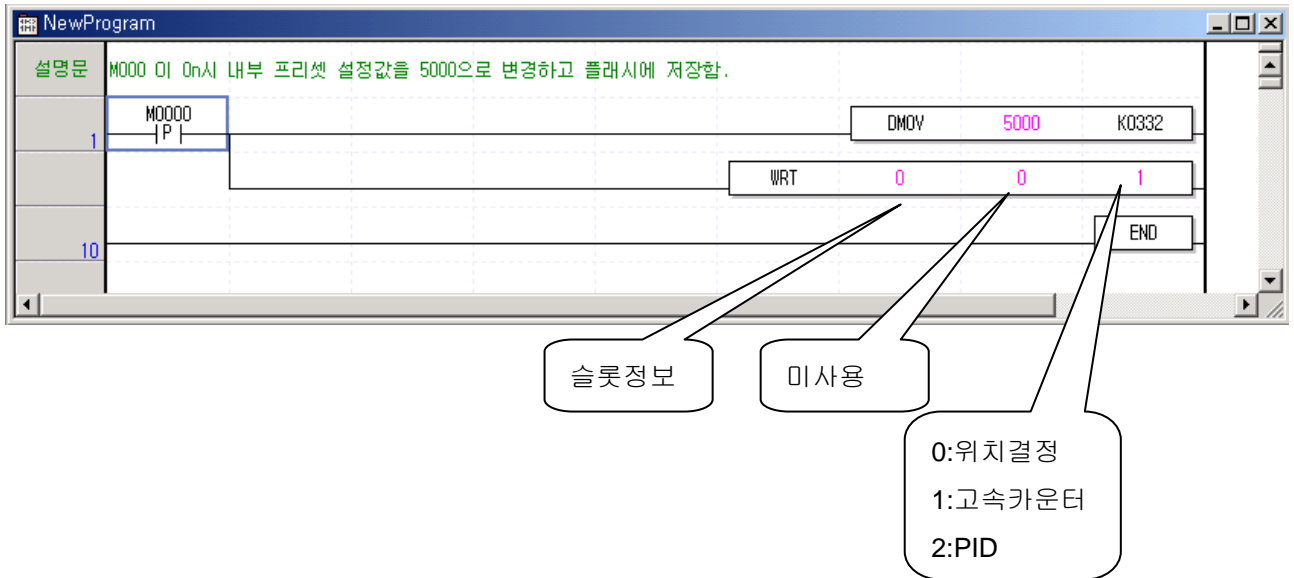 NewProgram
설명문 M000 이 On시 내부 프리셋 설정값을 5000으로 변경하고 플래시에 저장함.
M0000
1 P DMOV 5000 K0332
WRT 0 0 1
10 END
슬롯정보 미사용
0:위치결정
1:고속카운터
2:PID